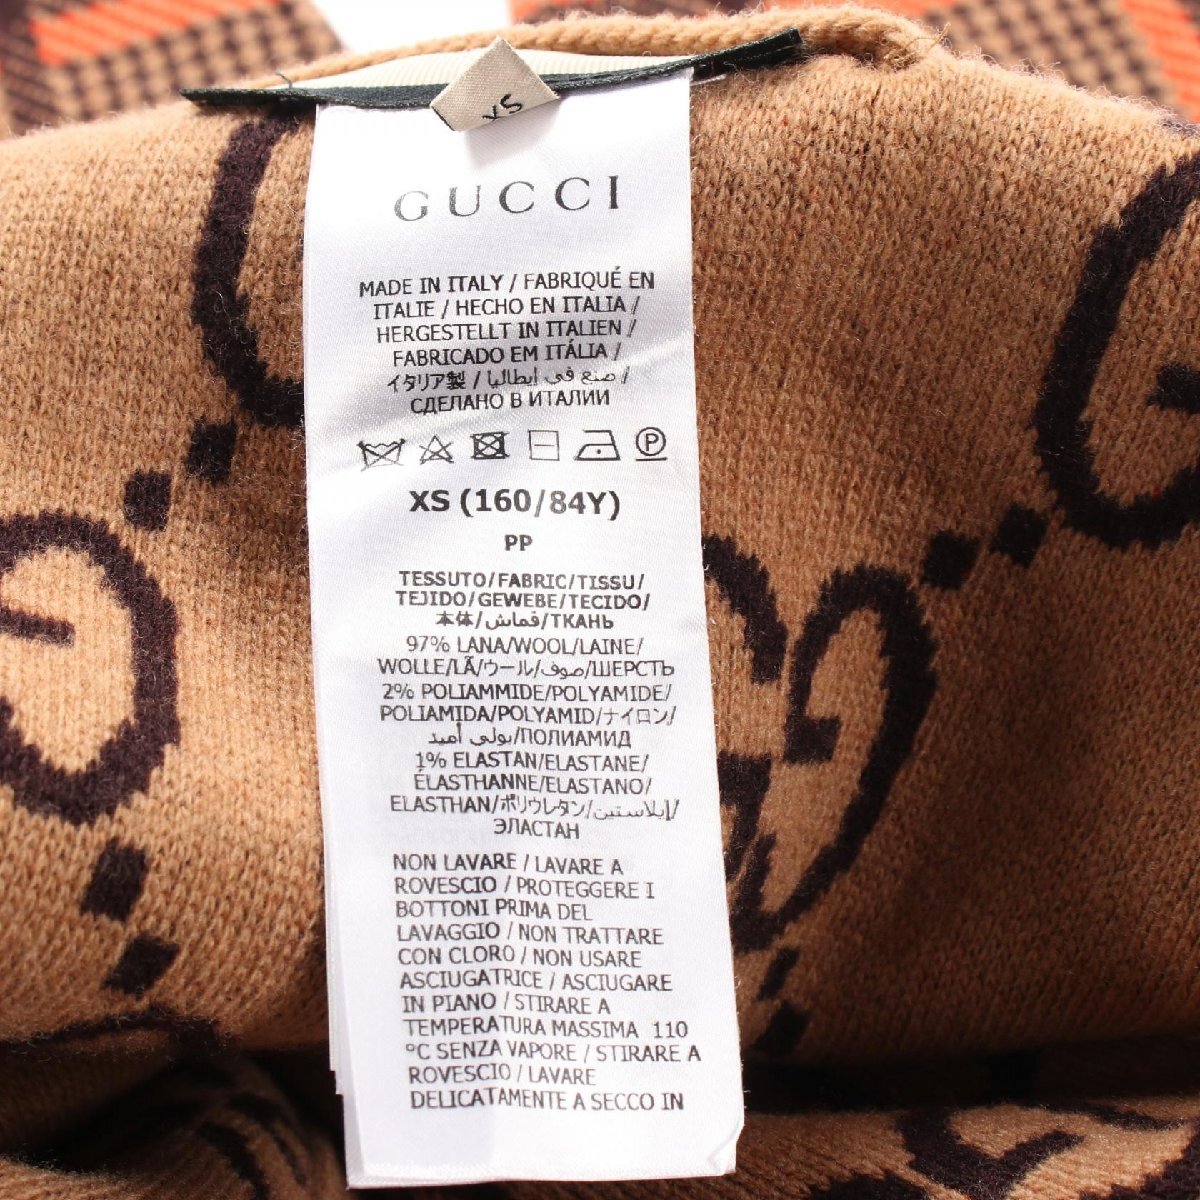 XS
GUCCI
MADE IN ITALY / FABRIQUÉ EN
ITALIE / HECHO EN ITALIA /
HERGESTELLT IN ITALIEN /
FABRICADO EM ITÁLIA /
イタリア製 / صنع في إيطاليا /
СДЕЛАНО В ИТАЛИИ
P
XS (160/84Y)
PP
TESSUTO/FABRIC/TISSU/
TEJIDO/GEWEBE/TECIDO/
本体/قماش/ТКАНЬ
97% LANA/WOOL/LAINE/
WOLLE/LÃ/ウール/صوف/ШЕРСТЬ
2% POLIAMMIDE/POLYAMIDE/
POLIAMIDA/POLYAMID/ナイロン/
بولي أميد/ПОЛИАМИД
1% ELASTAN/ELASTANE/
ÉLASTHANNE/ELASTANO/
ELASTHAN/ポリウレタン/إيلاستين/
ЭЛАСТАН
NON LAVARE / LAVARE A
ROVESCIO / PROTEGGERE I
BOTTONI PRIMA DEL
LAVAGGIO / NON TRATTARE
CON CLORO / NON USARE
ASCIUGATRICE / ASCIUGARE
IN PIANO / STIRARE A
TEMPERATURA MASSIMA 110
°C SENZA VAPORE / STIRARE A
ROVESCIO / LAVARE
DELICATAMENTE A SECCO IN